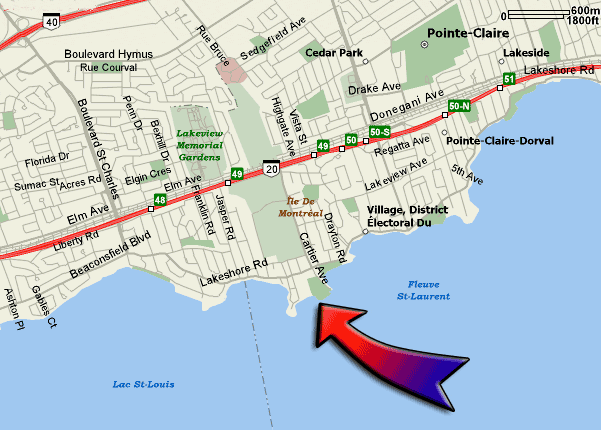 40
600m
1800ft
Rue Bruce
Sedgefield Ave
Pointe-Claire
Boulevard Hymus
Rue Courval
Cedar Park
Lakeside
Lakeshore Rd
51
Drake Ave
Donegani Ave
50-N
Boulevard St-Charles
Penn Dr
Bexhill Dr
Lakeview
Memorial
Gardens
Vista St
Highgate Ave
49
50
50-S
Regatta Ave
Pointe-Claire-Dorval
Florida Dr
Sumac St
Acres Rd
Elgin Cres
Elm Ave
49
20
Lakeview Ave
5th Ave
48
Franklin Rd
Jasper Rd
Île De
Montréal
Elm Ave
Liberty Rd
Beaconsfield Blvd
Lakeshore Rd
Cartier Ave
Drayton Rd
Village, District
Électoral Du
Ashton Pl
Gables Ct
Fleuve
St-Laurent
Lac St-Louis